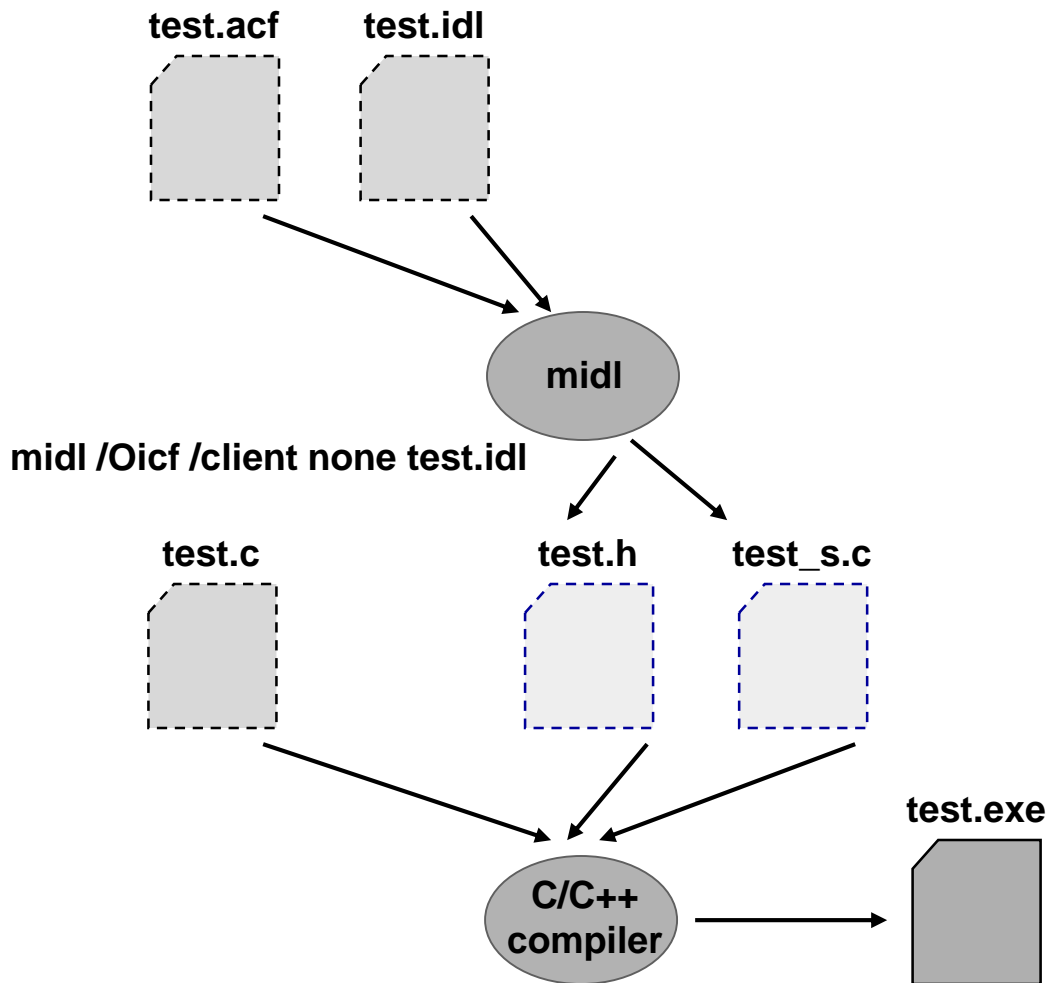 test.acf
test.idl
midl
midl /Oicf /client none test.idl
test.c
test.h
test_s.c
test.exe
C/C++
compiler